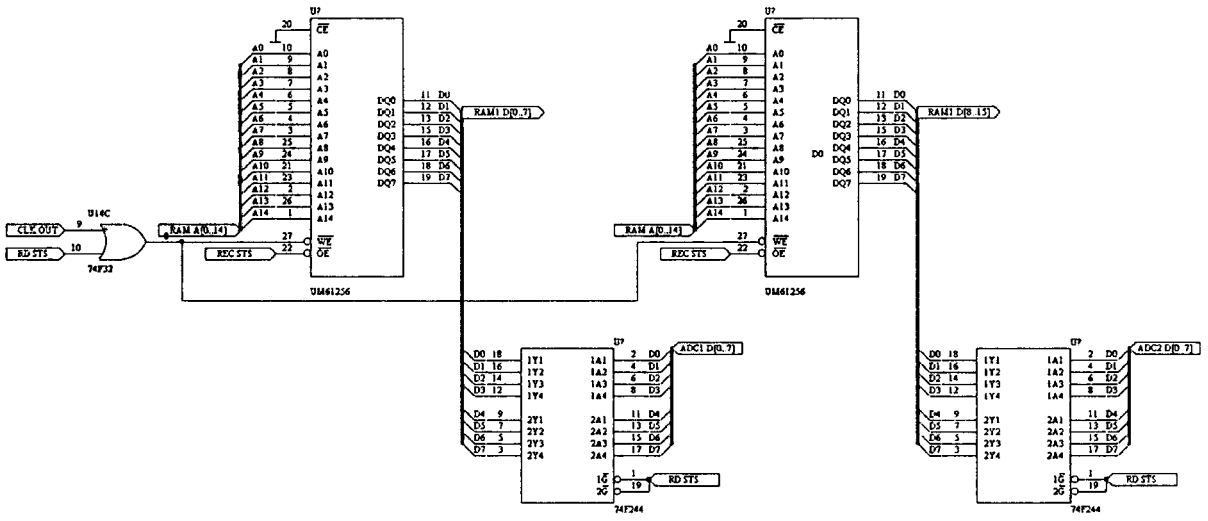 U?
20 CE
A0 10 A0
A1 9 A1
A2 8 A2
A3 7 A3
A4 6 A4
A5 5 A5
A6 4 A6
A7 3 A7
A8 25 A8
A9 24 A9
A10 21 A10
A11 23 A11
A12 2 A12
A13 26 A13
A14 1 A14
DQ0 11 D0
DQ1 12 D1
DQ2 13 D2
DQ3 15 D3
DQ4 16 D4
DQ5 17 D5
DQ6 18 D6
DQ7 19 D7
RAM1 D[0..7]
RAM A[0..14]
27 WE
REC STS 22 OE
UM61256
U14C
CLK OUT 9
RD STS 10
74F32
U?
20 CE
A0 10 A0
A1 9 A1
A2 8 A2
A3 7 A3
A4 6 A4
A5 5 A5
A6 4 A6
A7 3 A7
A8 25 A8
A9 24 A9
A10 21 A10
A11 23 A11
A12 2 A12
A13 26 A13
A14 1 A14
DQ0 11 D0
DQ1 12 D1
DQ2 13 D2
DQ3 15 D3
DQ4 16 D4
D0
DQ5 17 D5
DQ6 18 D6
DQ7 19 D7
RAM1 D[8..15]
RAM A[0..14]
27 WE
REC STS 22 OE
UM61256
U?
D0 18 1Y1 1A1 2 D0
D1 16 1Y2 1A2 4 D1
D2 14 1Y3 1A3 6 D2
D3 12 1Y4 1A4 8 D3
D4 9 2Y1 2A1 11 D4
D5 7 2Y2 2A2 13 D5
D6 5 2Y3 2A3 15 D6
D7 3 2Y4 2A4 17 D7
ADC1 D[0..7]
1G 1 RD STS
2G 19
74F244
U?
D0 18 1Y1 1A1 2 D0
D1 16 1Y2 1A2 4 D1
D2 14 1Y3 1A3 6 D2
D3 12 1Y4 1A4 8 D3
D4 9 2Y1 2A1 11 D4
D5 7 2Y2 2A2 13 D5
D6 5 2Y3 2A3 15 D6
D7 3 2Y4 2A4 17 D7
ADC2 D[0..7]
1G 1 RD STS
2G 19
74F244